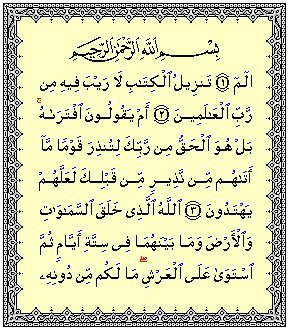 بِسْمِ ٱللَّهِ ٱلرَّحْمَٰنِ ٱلرَّحِيمِ
الٓمٓ ۝١ تَنزِيلُ ٱلْكِتَٰبِ لَا رَيْبَ فِيهِ مِن
رَّبِّ ٱلْعَٰلَمِينَ ۝٢ أَمْ يَقُولُونَ ٱفْتَرَىٰهُ ۚ
بَلْ هُوَ ٱلْحَقُّ مِن رَّبِّكَ لِتُنذِرَ قَوْمًا مَّآ
أَتَىٰهُم مِّن نَّذِيرٍ مِّن قَبْلِكَ لَعَلَّهُمْ
يَهْتَدُونَ ۝٣ ٱللَّهُ ٱلَّذِى خَلَقَ ٱلسَّمَٰوَٰتِ
وَٱلْأَرْضَ وَمَا بَيْنَهُمَا فِى سِتَّةِ أَيَّامٍ ثُمَّ
ٱسْتَوَىٰ عَلَى ٱلْعَرْشِ ۖ مَا لَكُم مِّن دُونِهِۦ